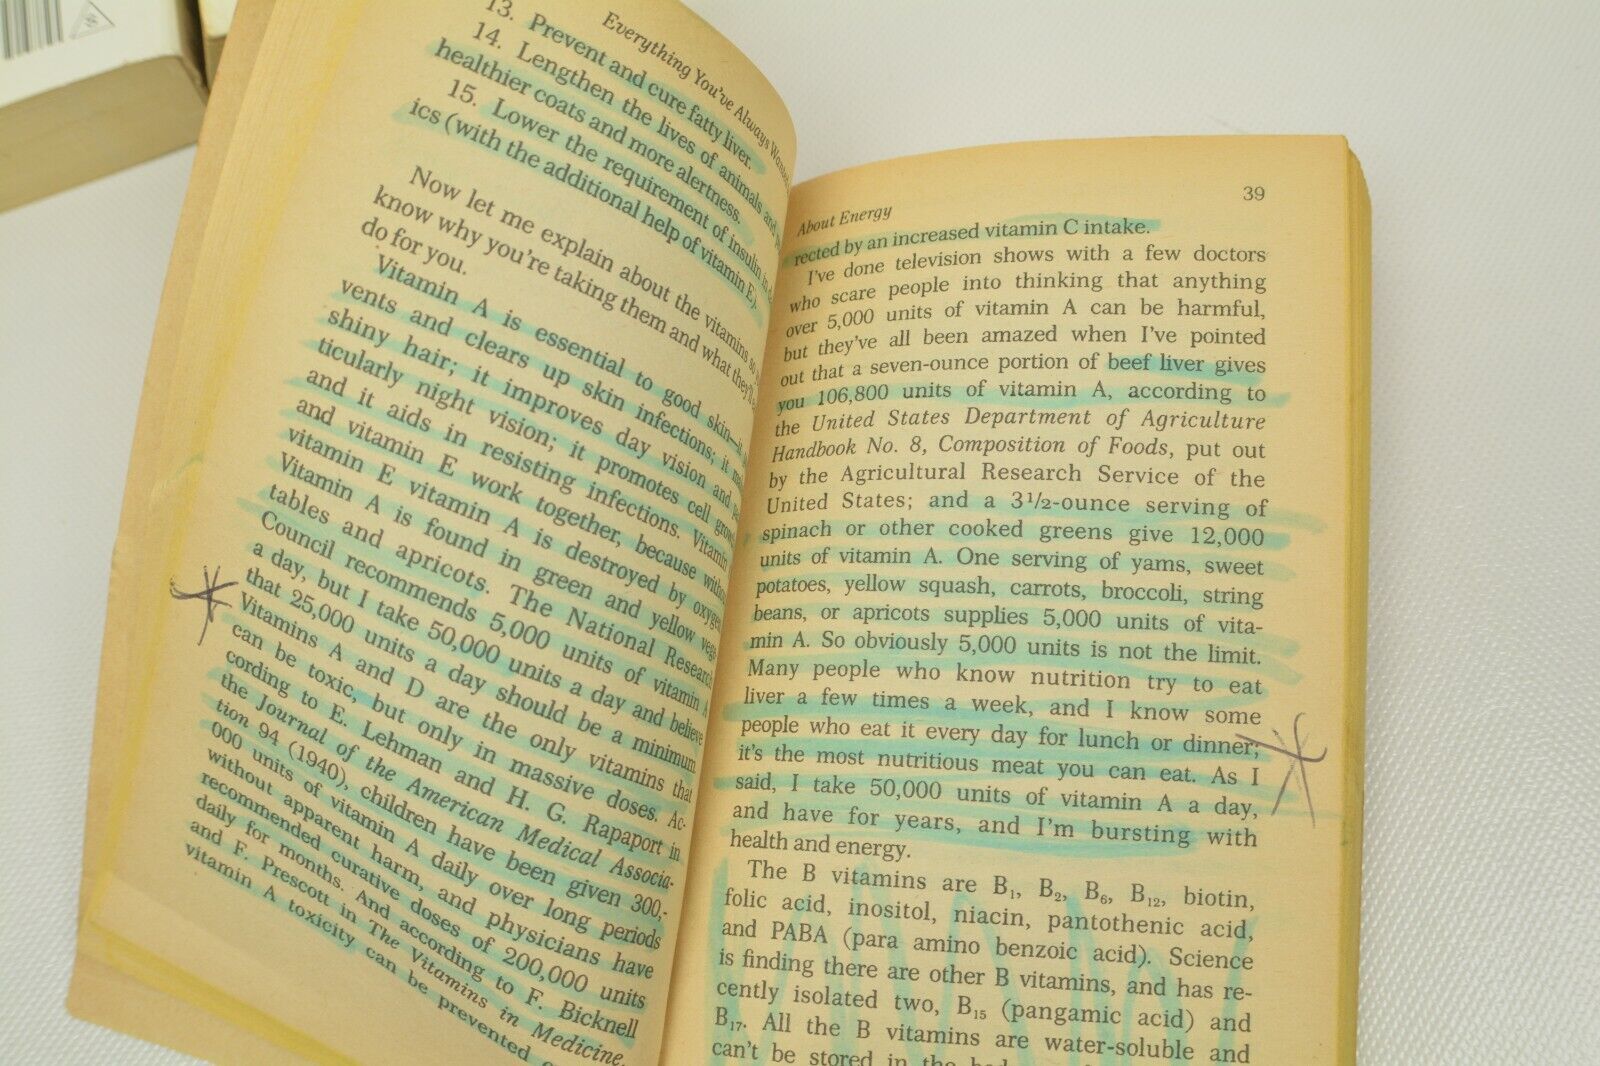 Everything You've Always
13. Prevent and cure fatty liver.
14. Lengthen the lives of animals and
healthier coats and more alertness.
15. Lower the requirement of insulin in
ics (with the additional help of vitamin E).
Now let me explain about the vitamins so
know why you're taking them and what they'll
do for you.
Vitamin A is essential to good skin—it
vents and clears up skin infections; it
shiny hair; it improves day vision and
ticularly night vision; it promotes cell
and it aids in resisting infections. Vitamin
and vitamin E work together, because
vitamin E vitamin A is destroyed by oxygen.
Vitamin A is found in green and yellow vege-
tables and apricots. The National Research
Council recommends 5,000 units of vitamin A
a day, but I take 50,000 units a day and believe
that 25,000 units a day should be a minimum.
Vitamins A and D are the only vitamins that
can be toxic, but only in massive doses. Ac-
cording to E. Lehman and H. G. Rapaport in
the Journal of the American Medical Associa-
tion 94 (1940), children have been given 300,-
000 units of vitamin A daily over long periods
without apparent harm, and physicians have
recommended curative doses of 200,000 units
daily for months. And according to F. Bicknell
and F. Prescott in The Vitamins in Medicine,
vitamin A toxicity can be prevented
About Energy 39
rected by an increased vitamin C intake.
I've done television shows with a few doctors
who scare people into thinking that anything
over 5,000 units of vitamin A can be harmful,
but they've all been amazed when I've pointed
out that a seven-ounce portion of beef liver gives
you 106,800 units of vitamin A, according to
the United States Department of Agriculture
Handbook No. 8, Composition of Foods, put out
by the Agricultural Research Service of the
United States; and a 3½-ounce serving of
spinach or other cooked greens give 12,000
units of vitamin A. One serving of yams, sweet
potatoes, yellow squash, carrots, broccoli, string
beans, or apricots supplies 5,000 units of vita-
min A. So obviously 5,000 units is not the limit.
Many people who know nutrition try to eat
liver a few times a week, and I know some
people who eat it every day for lunch or dinner;
it's the most nutritious meat you can eat. As I
said, I take 50,000 units of vitamin A a day,
and have for years, and I'm bursting with
health and energy.
The B vitamins are B₁, B₂, B₆, B₁₂, biotin,
folic acid, inositol, niacin, pantothenic acid,
and PABA (para amino benzoic acid). Science
is finding there are other B vitamins, and has re-
cently isolated two, B₁₅ (pangamic acid) and
B₁₇. All the B vitamins are water-soluble and
can't be stored in the